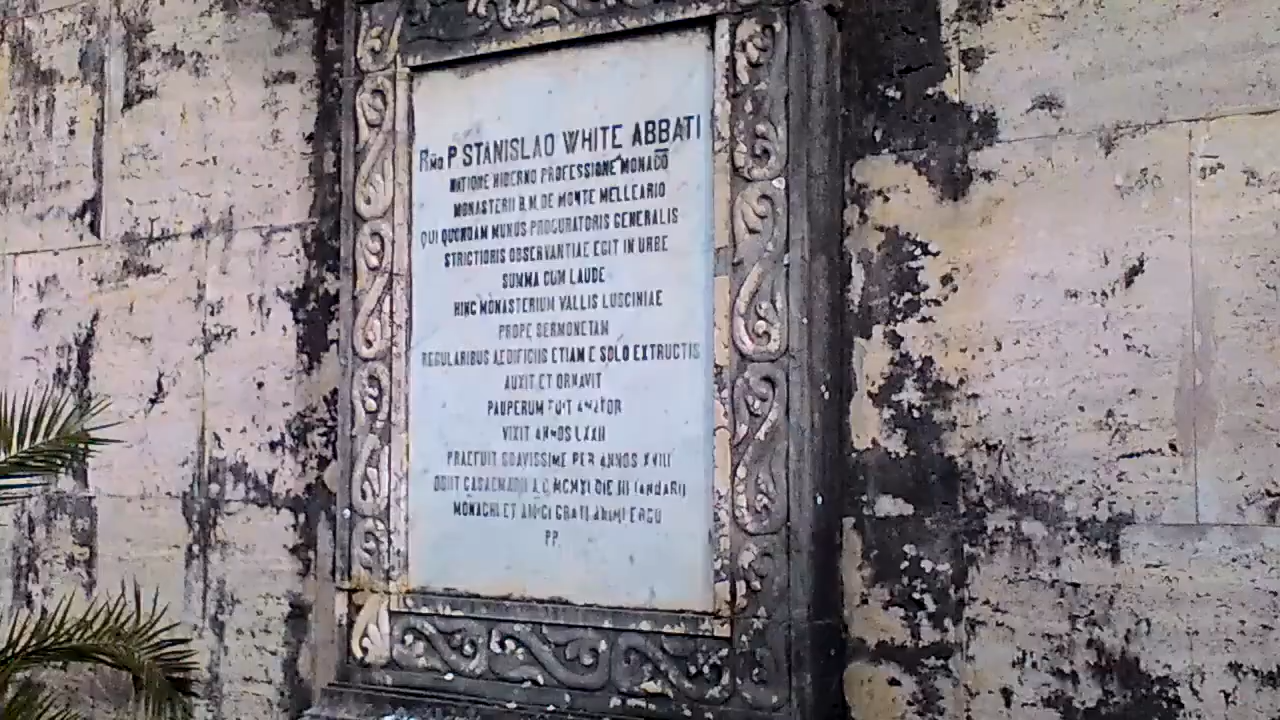 Rmo P STANISLAO WHITE ABBATI
NATIONE HIBERNO PROFESSIONE MONACO
MONASTERII B. M. DE MONTE MELLEARIO
QUI QUONDAM MUNUS PROCURATORIS GENERALIS
STRICTIORIS OBSERVANTIAE EGIT IN URBE
SUMMA CUM LAUDE
HINC MONASTERIUM VALLIS LUSCINIAE
PROPE SERMONETAM
REGULARIBUS AEDIFICIIS ETIAM E SOLO EXTRUCTIS
AUXIT ET ORNAVIT
PAUPERUM FUIT AMATOR
VIXIT ANNOS LXXII
PRAEFUIT SUAVISSIME PER ANNOS XVIII
OBIIT CASAEMARII A. D. MCMXI DIE III IANUARII
MONACHI ET AMICI GRATI ANIMI ERGO
PP.